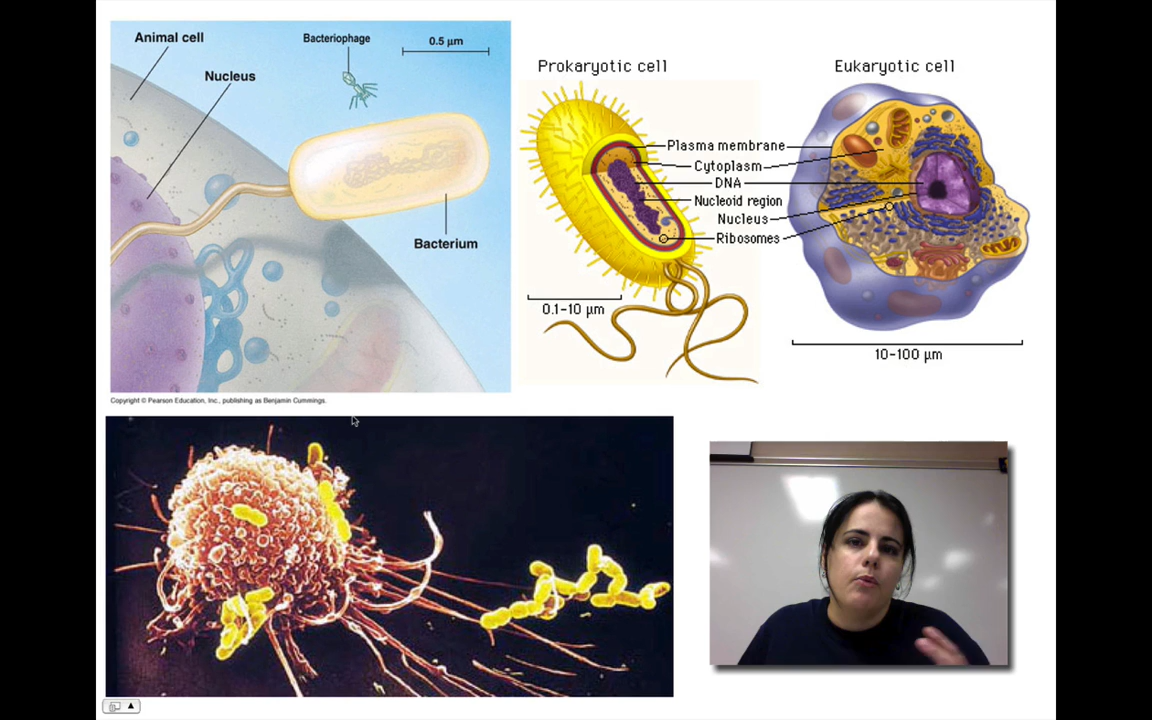 Animal cell
Nucleus
Bacteriophage
0.5 µm
Bacterium
Copyright © Pearson Education, Inc., publishing as Benjamin Cummings.
Prokaryotic cell
Eukaryotic cell
Plasma membrane
Cytoplasm
DNA
Nucleoid region
Nucleus
Ribosomes
0.1–10 µm
10–100 µm